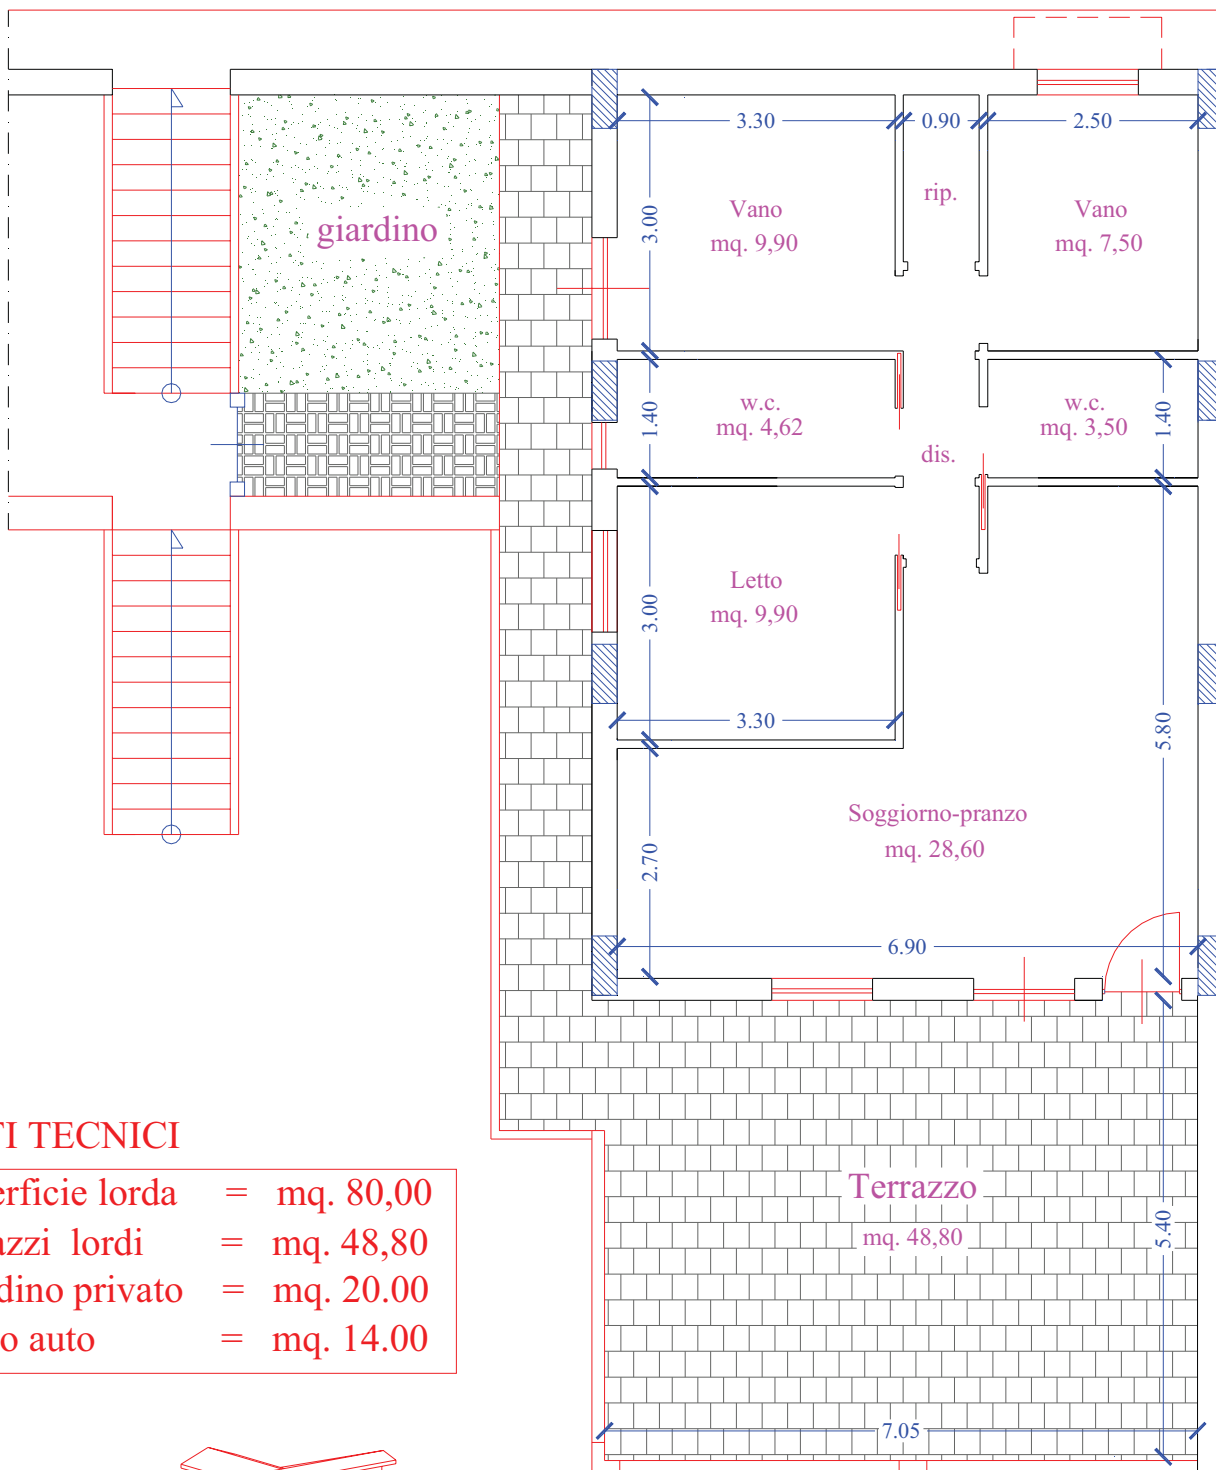 3.30
0.90
2.50
rip.
Vano
mq. 9,90
Vano
mq. 7,50
3.00
giardino
w.c.
mq. 4,62
w.c.
mq. 3,50
1.40
1.40
dis.
Letto
mq. 9,90
3.00
3.30
5.80
Soggiorno-pranzo
mq. 28,60
2.70
6.90
TI TECNICI
erficie lorda = mq. 80,00
azzi lordi = mq. 48,80
dino privato = mq. 20.00
o auto = mq. 14.00
Terrazzo
mq. 48,80
5.40
7.05